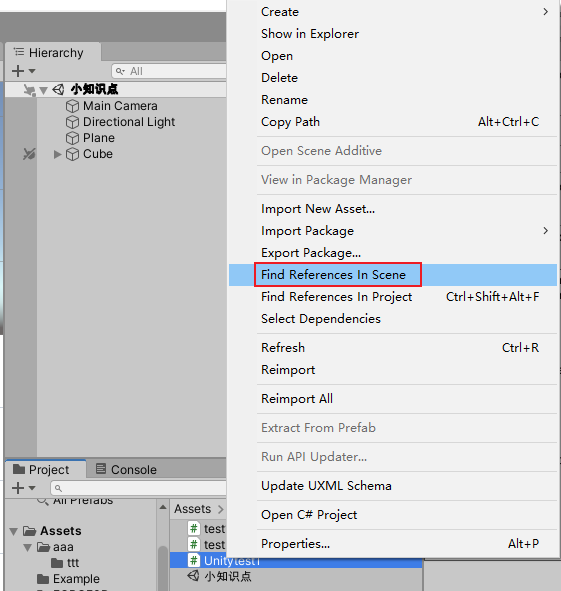 Hierarchy
All
小知识点
Main Camera
Directional Light
Plane
Cube
Create
Show in Explorer
Open
Delete
Rename
Copy Path Alt+Ctrl+C
Open Scene Additive
View in Package Manager
Import New Asset...
Import Package
Export Package...
Find References In Scene
Find References In Project Ctrl+Shift+Alt+F
Select Dependencies
Refresh Ctrl+R
Reimport
Reimport All
Extract From Prefab
Run API Updater...
Update UXML Schema
Open C# Project
Properties... Alt+P
Project Console
All Prefabs
Assets
aaa
ttt
Example
Assets >
# test
# test
# Unitytest1
小知识点